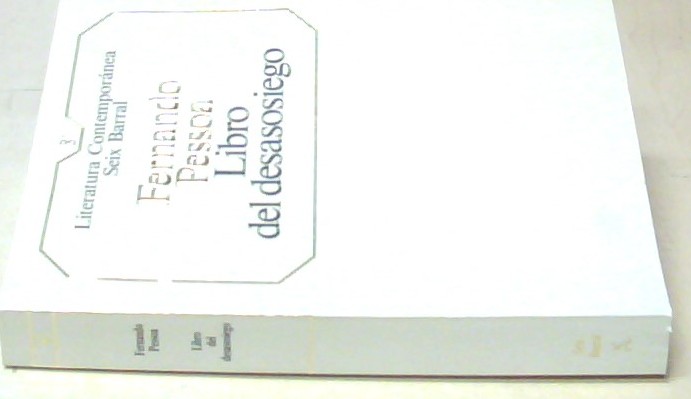 3
Literatura Contemporánea
Seix Barral
Fernando
Pessoa
Libro
del desasosiego
Fernando
Pessoa
Libro
del
desasosiego